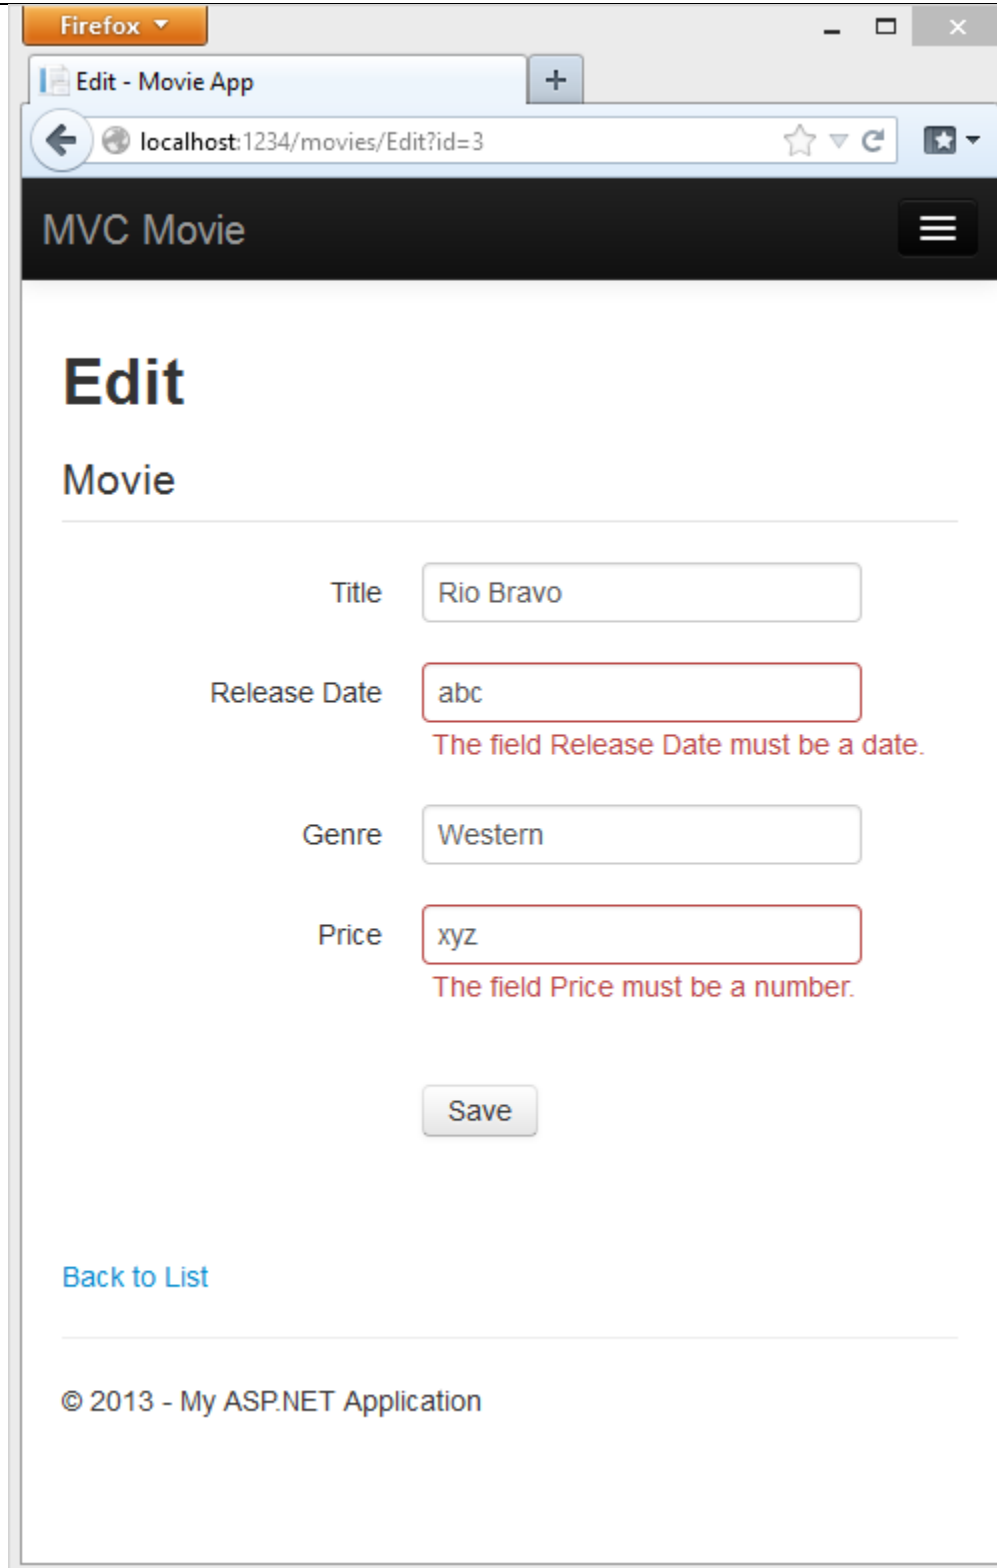 Firefox
Edit - Movie App
localhost:1234/movies/Edit?id=3
MVC Movie
Edit
Movie
Title Rio Bravo
Release Date abc
The field Release Date must be a date.
Genre Western
Price xyz
The field Price must be a number.
Save
Back to List
© 2013 - My ASP.NET Application